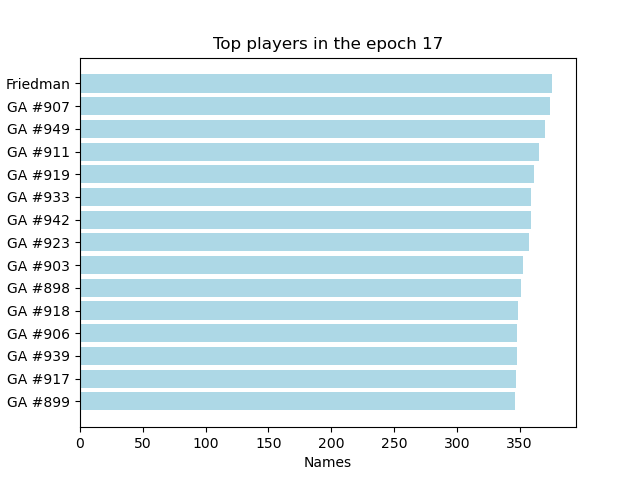 Top players in the epoch 17
Friedman
GA #907
GA #949
GA #911
GA #919
GA #933
GA #942
GA #923
GA #903
GA #898
GA #918
GA #906
GA #939
GA #917
GA #899
0 50 100 150 200 250 300 350
Names